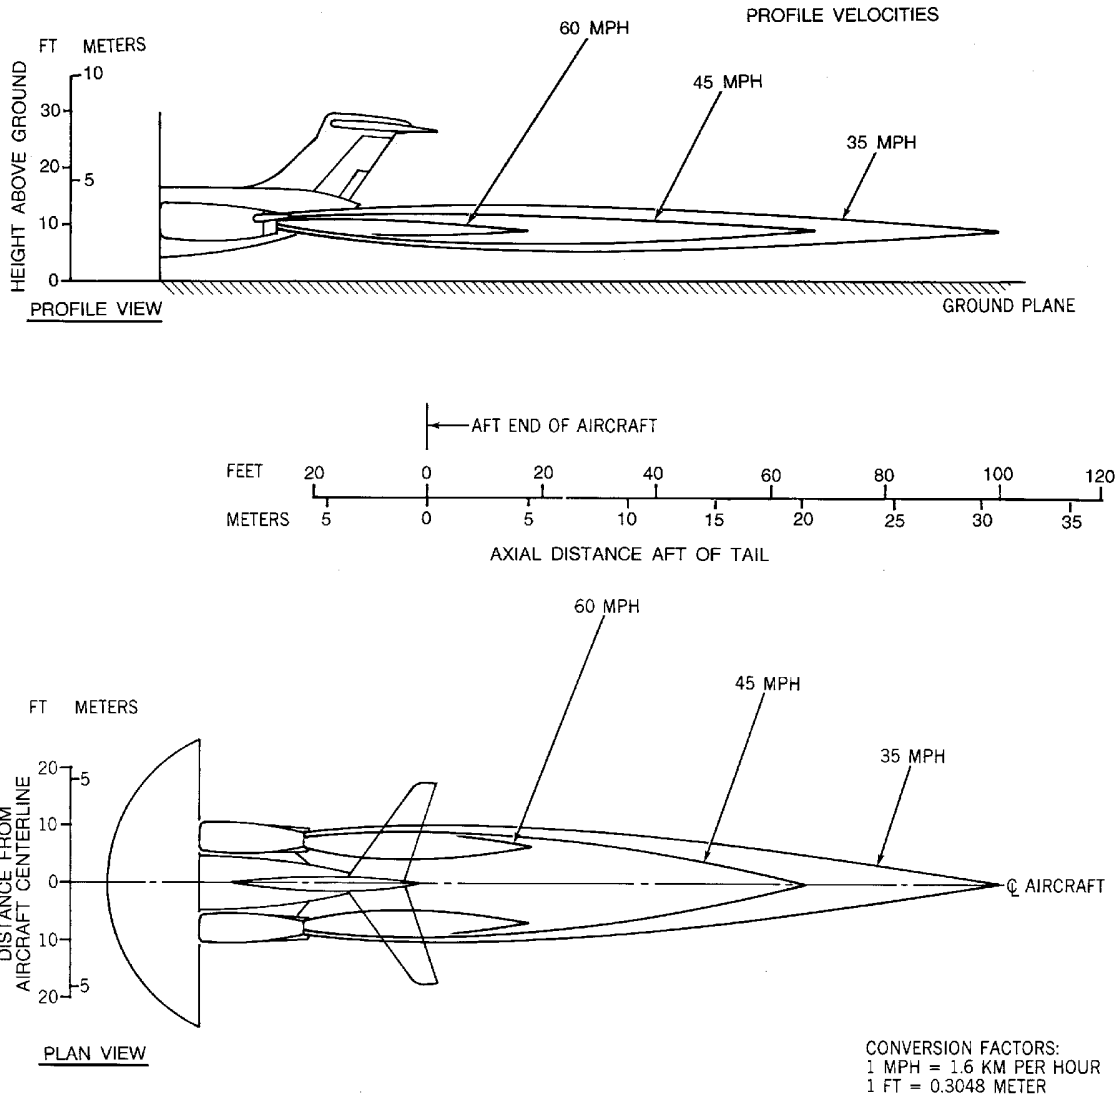 PROFILE VELOCITIES
60 MPH
FT METERS
10
45 MPH
30
35 MPH
20
5
10
0
HEIGHT ABOVE GROUND
PROFILE VIEW
GROUND PLANE
AFT END OF AIRCRAFT
FEET 20 0 20 40 60 80 100 120
METERS 5 0 5 10 15 20 25 30 35
AXIAL DISTANCE AFT OF TAIL
60 MPH
45 MPH
FT METERS
35 MPH
20
5
10
0
℄ AIRCRAFT
10
5
20
DISTANCE FROM
AIRCRAFT CENTERLINE
PLAN VIEW
CONVERSION FACTORS:
1 MPH = 1.6 KM PER HOUR
1 FT = 0.3048 METER